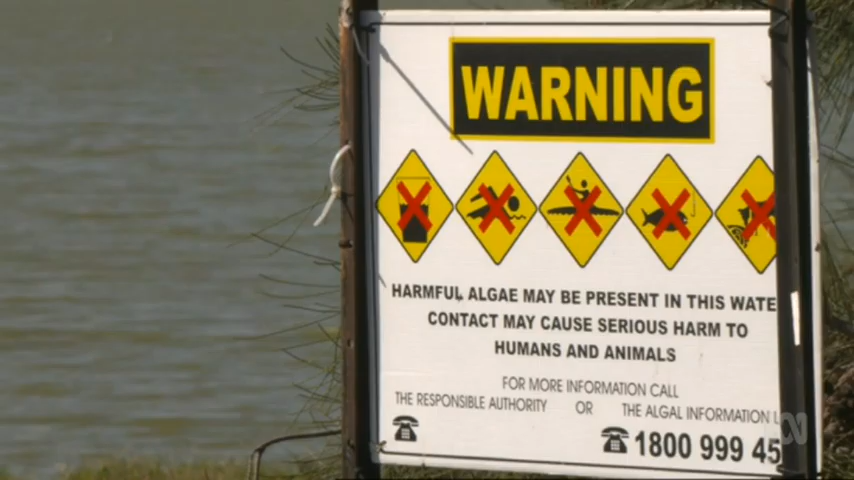 WARNING
HARMFUL ALGAE MAY BE PRESENT IN THIS WATE
CONTACT MAY CAUSE SERIOUS HARM TO
HUMANS AND ANIMALS
FOR MORE INFORMATION CALL
THE RESPONSIBLE AUTHORITY OR THE ALGAL INFORMATION L
1800 999 45